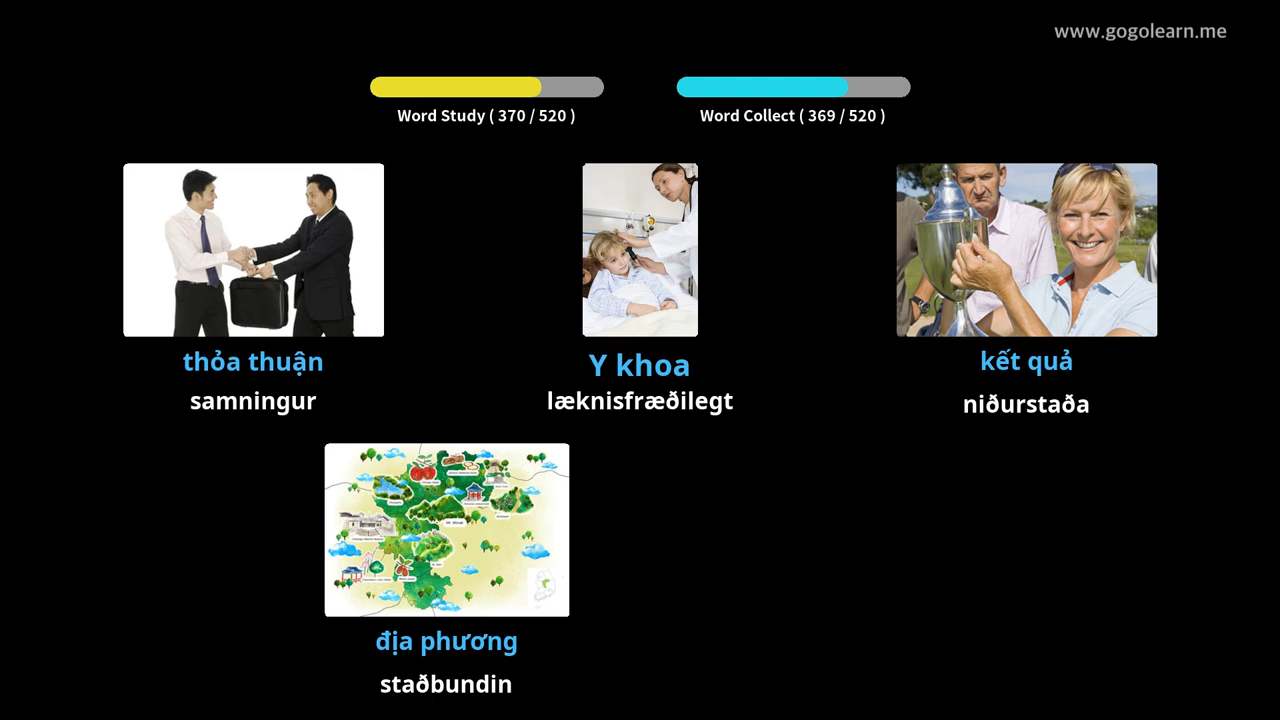 www.gogolearn.me
Word Study ( 370 / 520 )
Word Collect ( 369 / 520 )
thỏa thuận
samningur
Y khoa
læknisfræðilegt
kết quả
niðurstaða
địa phương
staðbundin